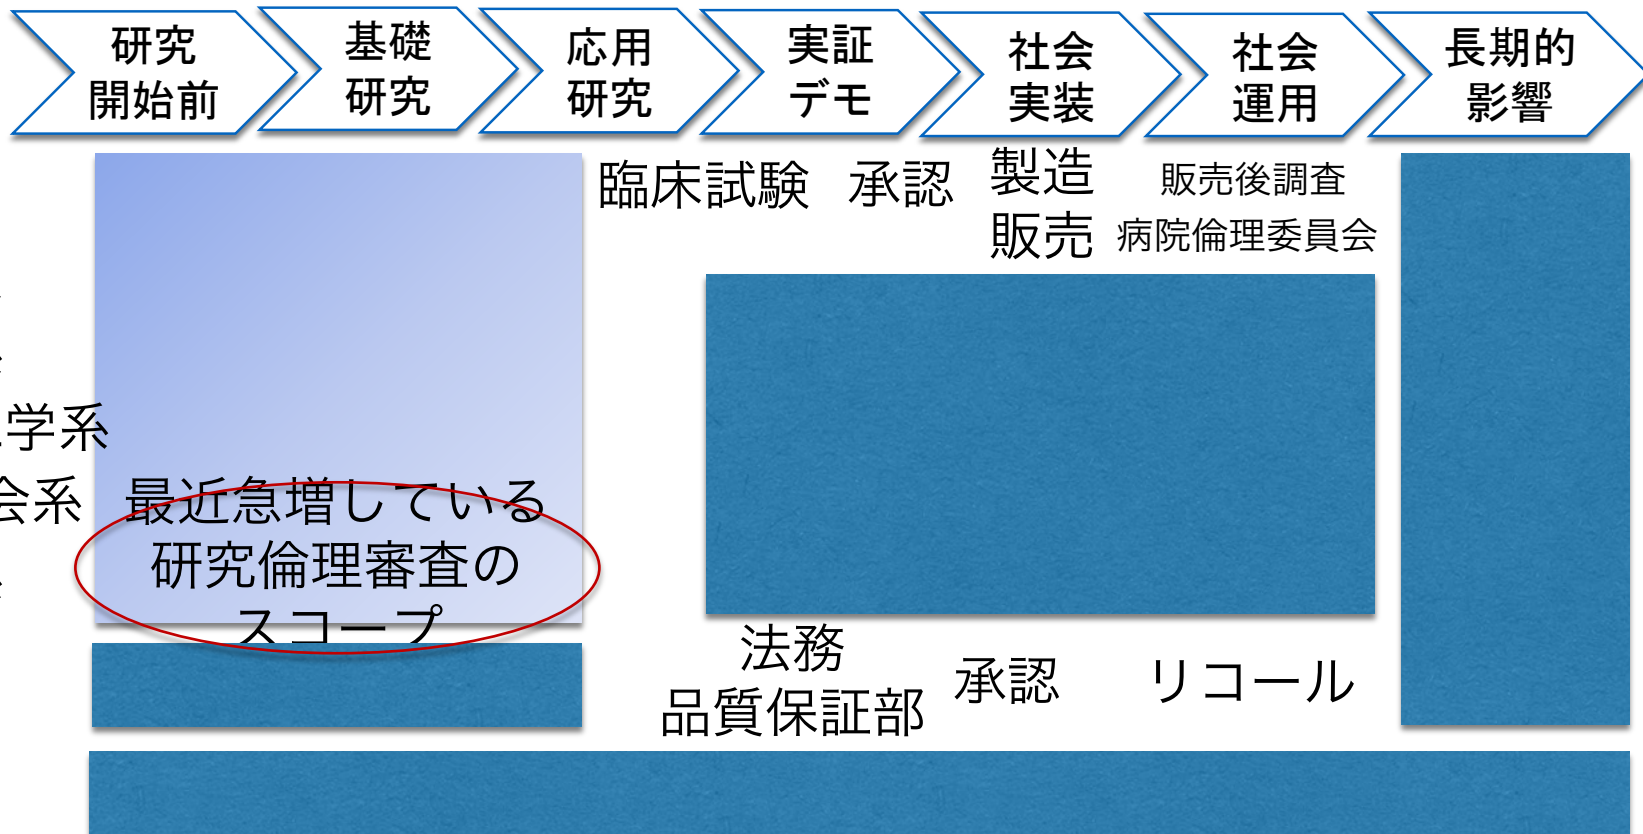 研究
開始前
基礎
研究
応用
研究
実証
デモ
社会
実装
社会
運用
長期的
影響
臨床試験
承認
製造
販売
販売後調査
病院倫理委員会
学系
会系
最近急増している
研究倫理審査の
スコープ
法務
品質保証部
承認
リコール